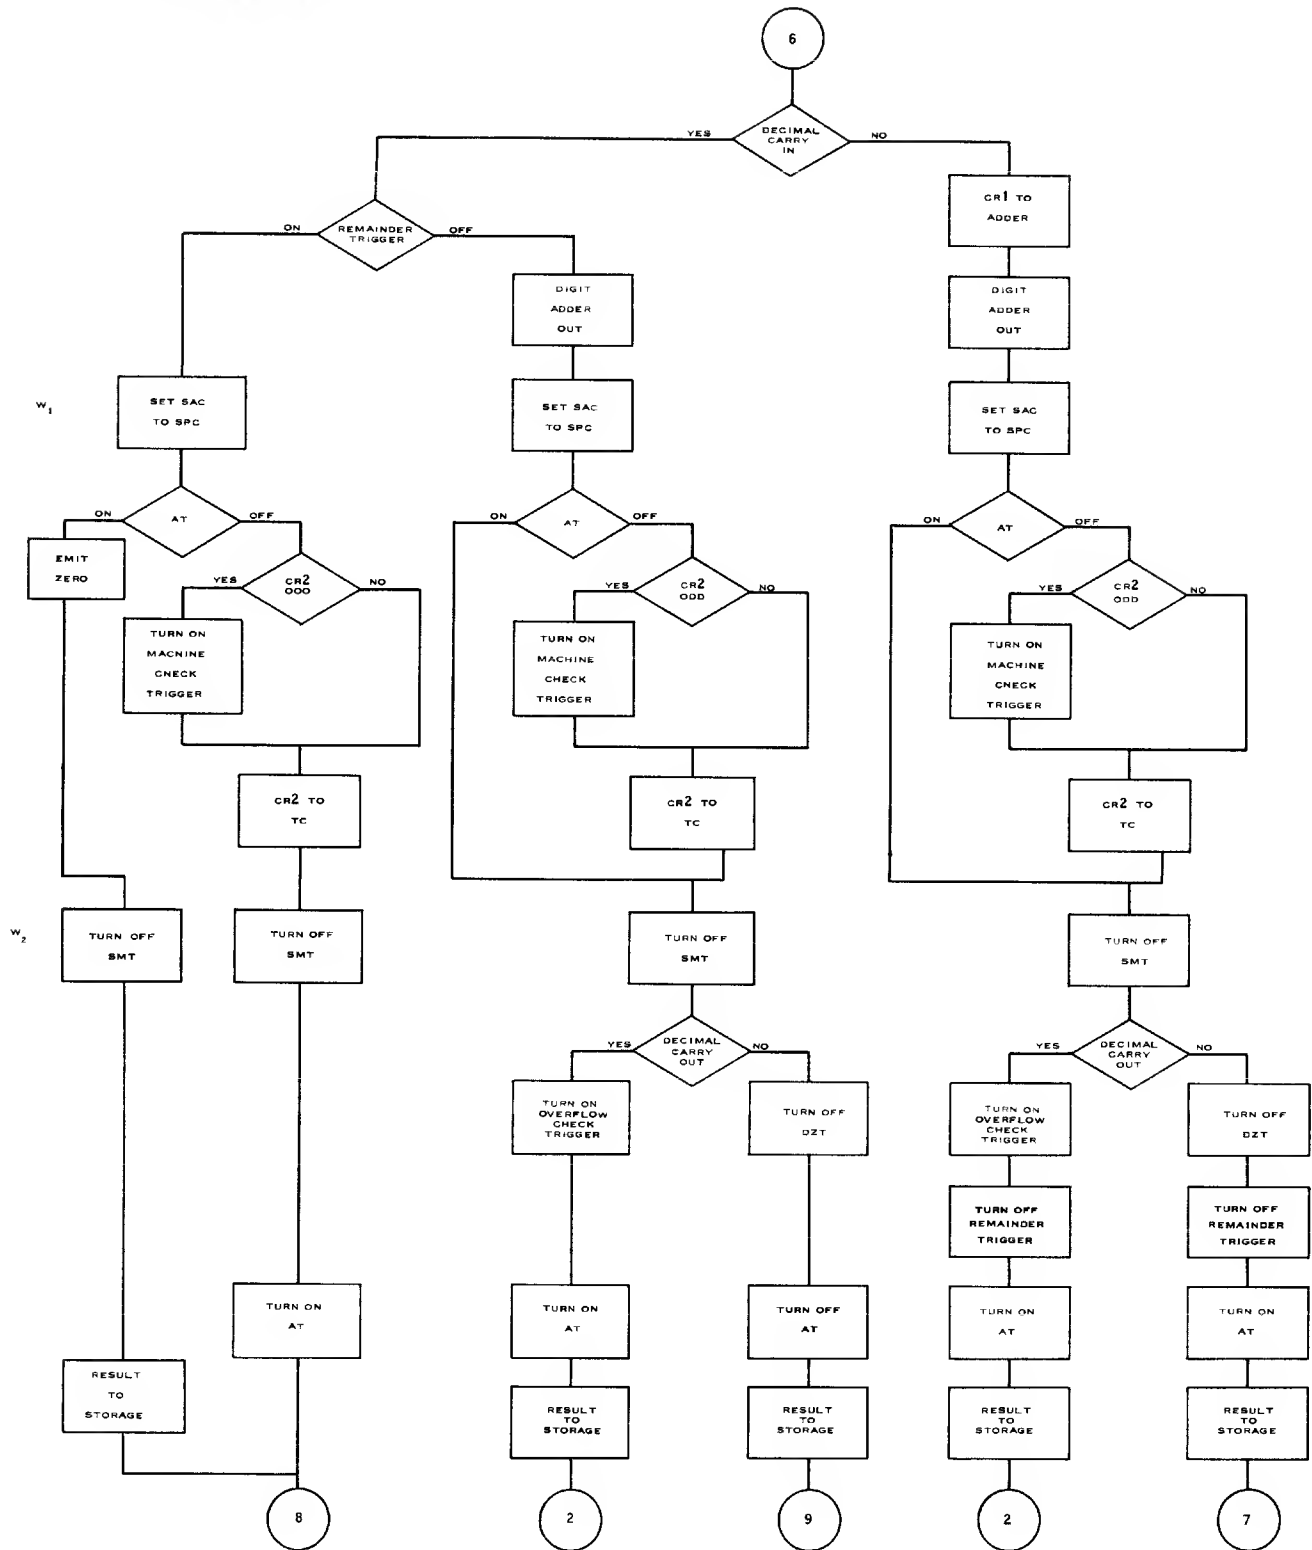 6
DECIMAL
CARRY
IN
YES
NO
CR1 TO
ADDER
REMAINDER
TRIGGER
ON
OFF
DIGIT
ADDER
OUT
DIGIT
ADDER
OUT
W1
SET SAC
TO SPC
SET SAC
TO SPC
SET SAC
TO SPC
ON
AT
OFF
ON
AT
OFF
ON
AT
OFF
EMIT
ZERO
YES
CR2
ODO
NO
YES
CR2
ODD
NO
YES
CR2
ODD
NO
TURN ON
MACHINE
CNECK
TRIGGER
TURN ON
MACHINE
CHECK
TRIGGER
TURN ON
MACHINE
CNECK
TRIGGER
CR2 TO
TC
CR2 TO
TC
CR2 TO
TC
W2
TURN OFF
SMT
TURN OFF
SMT
TURN OFF
SMT
TURN OFF
SMT
YES
DECIMAL
CARRY
OUT
NO
YES
DECIMAL
CARRY
OUT
NO
TURN ON
OVERFLOW
CHECK
TRIGGER
TURN OFF
DZT
TURN ON
OVERFLOW
CHECK
TRIGGER
TURN OFF
DZT
TURN OFF
REMAINDER
TRIGGER
TURN OFF
REMAINDER
TRIGGER
TURN ON
AT
TURN ON
AT
TURN OFF
AT
TURN ON
AT
TURN ON
AT
RESULT
TO
STORAGE
RESULT
TO
STORAGE
RESULT
TO
STORAGE
RESULT
TO
STORAGE
RESULT
TO
STORAGE
8
2
9
2
7